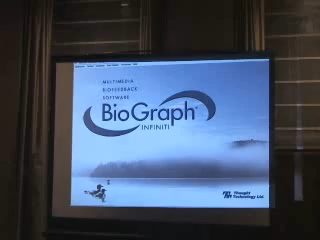 MULTIMEDIA
BIOFEEDBACK
SOFTWARE
BioGraph®
INFINITI
Thought
Technology Ltd.